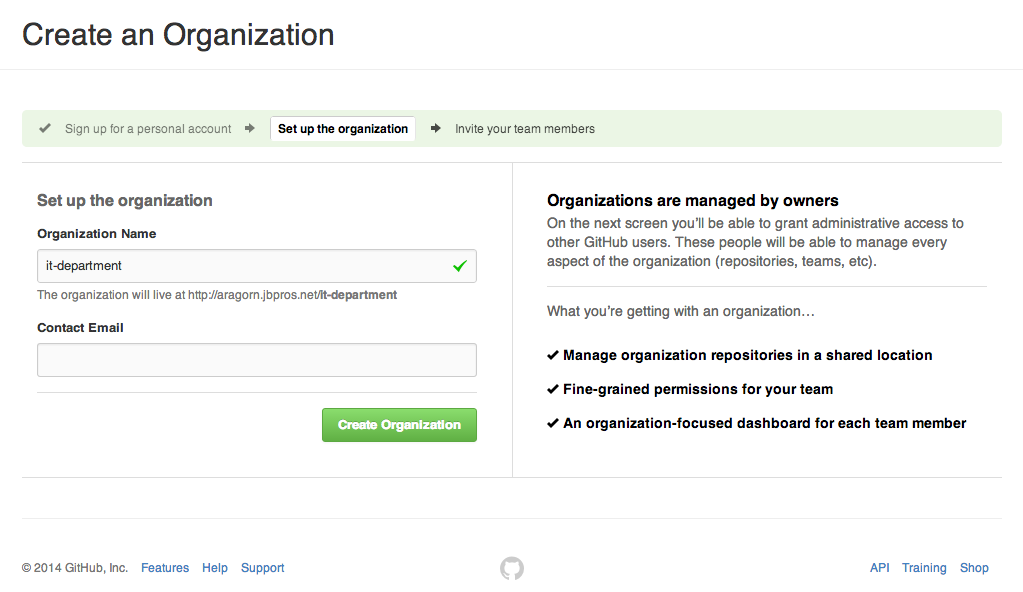 Create an Organization
Sign up for a personal account
Set up the organization
Invite your team members
Set up the organization
Organization Name
it-department
The organization will live at http://aragorn.jbpros.net/it-department
Contact Email
Create Organization
Organizations are managed by owners
On the next screen you’ll be able to grant administrative access to
other GitHub users. These people will be able to manage every
aspect of the organization (repositories, teams, etc).
What you’re getting with an organization…
Manage organization repositories in a shared location
Fine-grained permissions for your team
An organization-focused dashboard for each team member
© 2014 GitHub, Inc. Features Help Support
API Training Shop